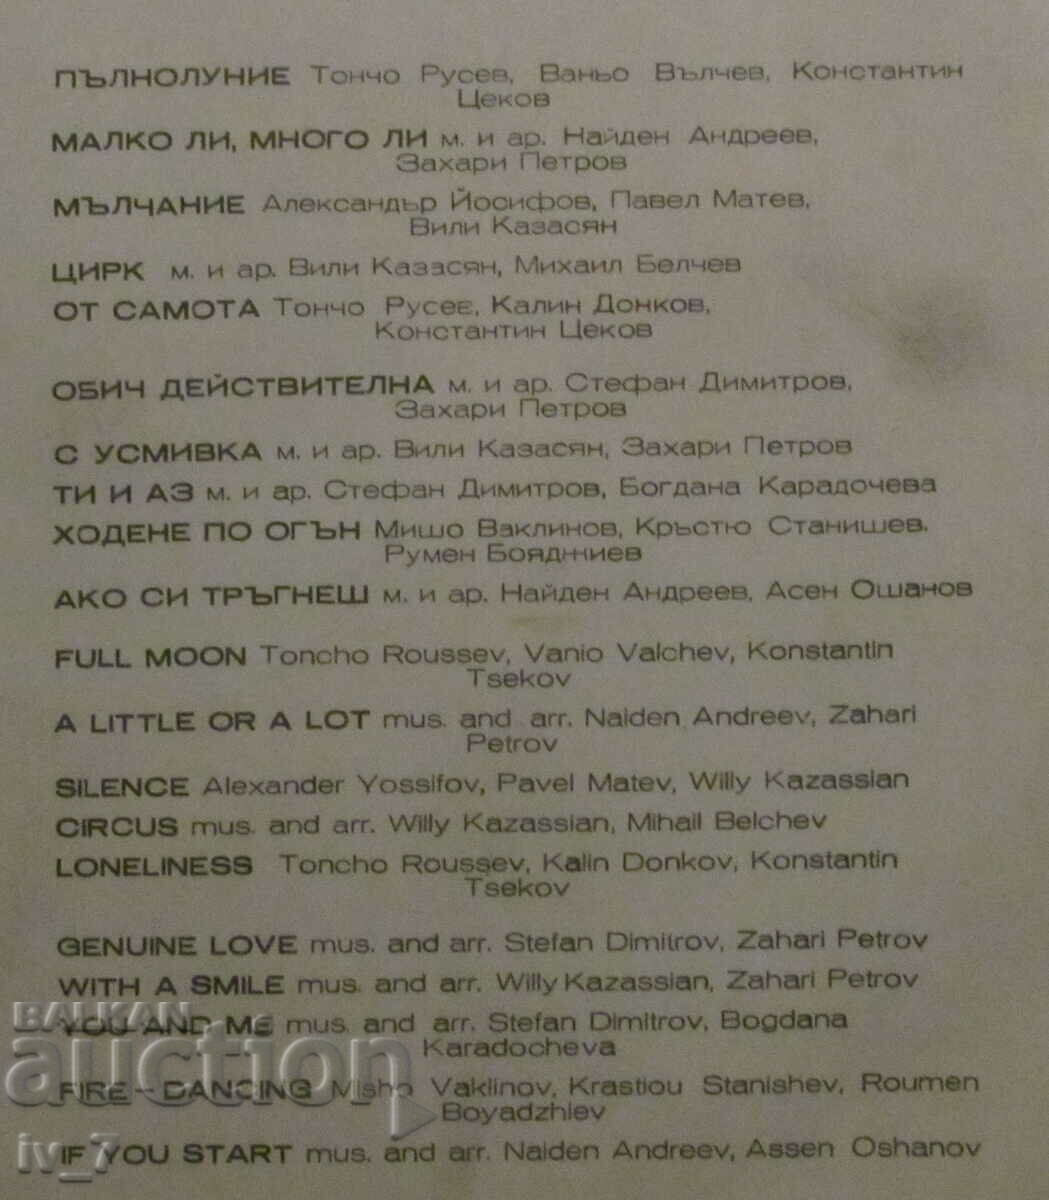 ПЪЛНОЛУНИЕ Тончо Русев, Ваньо Вълчев, Константин
Цеков
МАЛКО ЛИ, МНОГО ЛИ м. и ар. Найден Андреев,
Захари Петров
МЪЛЧАНИЕ Александър Йосифов, Павел Матев,
Вили Казасян
ЦИРК м. и ар. Вили Казасян, Михаил Белчев
ОТ САМОТА Тончо Русев, Калин Донков,
Константин Цеков
ОБИЧ ДЕЙСТВИТЕЛНА м. и ар. Стефан Димитров,
Захари Петров
С УСМИВКА м. и ар. Вили Казасян, Захари Петров
ТИ И АЗ м. и ар. Стефан Димитров, Богдана Карадочева
ХОДЕНЕ ПО ОГЪН Мишо Ваклинов, Кръстю Станишев,
Румен Бояджиев
АКО СИ ТРЪГНЕШ м. и ар. Найден Андреев, Асен Ошанов
FULL MOON Toncho Roussev, Vanio Valchev, Konstantin
Tsekov
A LITTLE OR A LOT mus. and arr. Naiden Andreev, Zahari
Petrov
SILENCE Alexander Yossifov, Pavel Matev, Willy Kazassian
CIRCUS mus. and arr. Willy Kazassian, Mihail Belchev
LONELINESS Toncho Roussev, Kalin Donkov, Konstantin
Tsekov
GENUINE LOVE mus. and arr. Stefan Dimitrov, Zahari Petrov
WITH A SMILE mus. and arr. Willy Kazassian, Zahari Petrov
YOU AND ME mus. and arr. Stefan Dimitrov, Bogdana
Karadocheva
FIRE-DANCING Misho Vaklinov, Krastiou Stanishev, Roumen
Boyadzhiev
IF YOU START mus. and arr. Naiden Andreev, Assen Oshanov
BALKAN
auction
iv_7